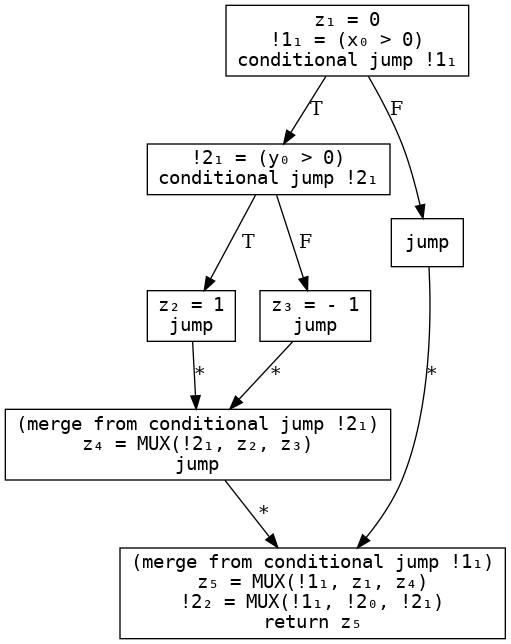 z₁ = 0
!1₁ = (x₀ > 0)
conditional jump !1₁
T
F
!2₁ = (y₀ > 0)
conditional jump !2₁
jump
T
F
z₂ = 1
jump
z₃ = - 1
jump
*
*
*
(merge from conditional jump !2₁)
z₄ = MUX(!2₁, z₂, z₃)
jump
*
(merge from conditional jump !1₁)
z₅ = MUX(!1₁, z₁, z₄)
!2₂ = MUX(!1₁, !2₀, !2₁)
return z₅